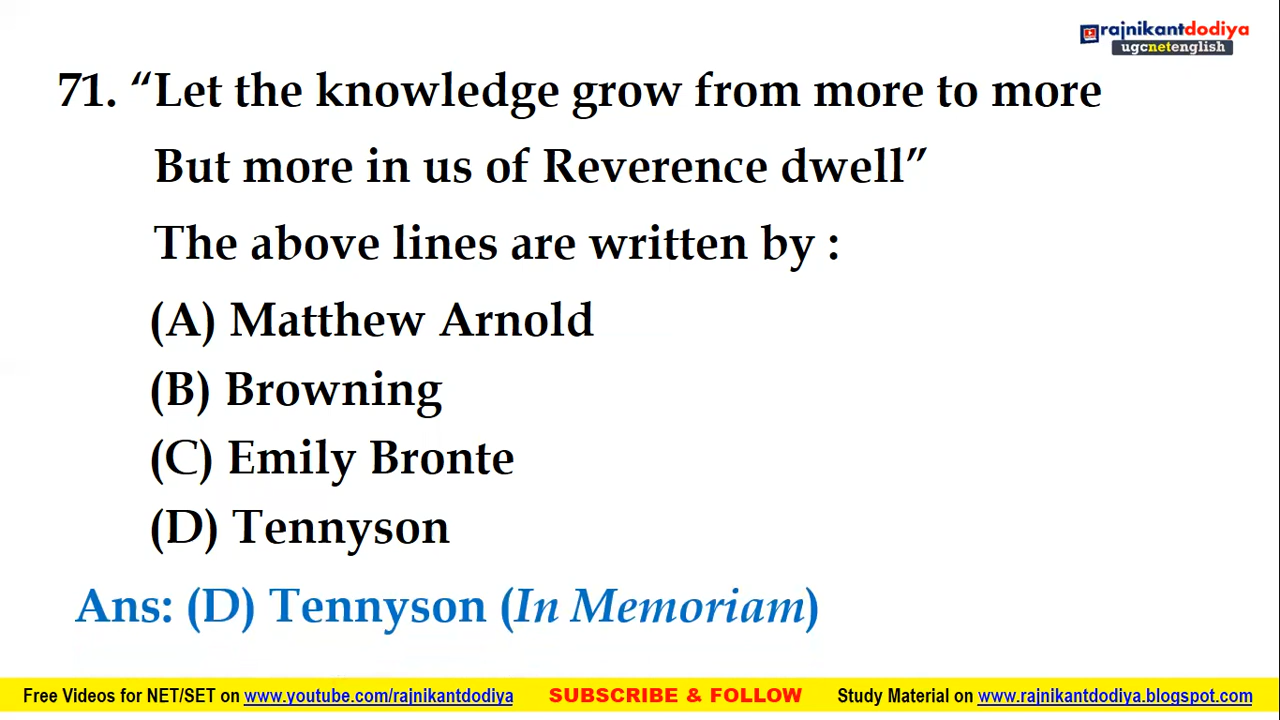 rajnikantdodiya
ugcnetenglish
71. “Let the knowledge grow from more to more
But more in us of Reverence dwell”
The above lines are written by :
(A) Matthew Arnold
(B) Browning
(C) Emily Bronte
(D) Tennyson
Ans: (D) Tennyson (In Memoriam)
Free Videos for NET/SET on www.youtube.com/rajnikantdodiya SUBSCRIBE & FOLLOW Study Material on www.rajnikantdodiya.blogspot.com